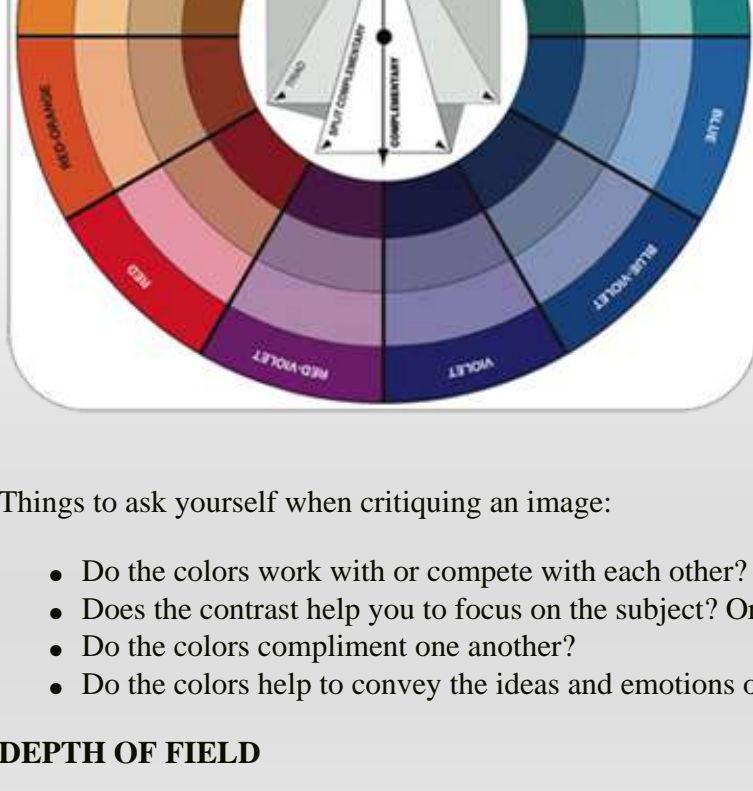 TRIAD
SPLIT COMPLEMENTARY
COMPLEMENTARY
RED-ORANGE
BLUE
RED
BLUE-VIOLET
RED-VIOLET
VIOLET
Things to ask yourself when critiquing an image:
• Do the colors work with or compete with each other?
• Does the contrast help you to focus on the subject? Or
• Do the colors compliment one another?
• Do the colors help to convey the ideas and emotions o
DEPTH OF FIELD